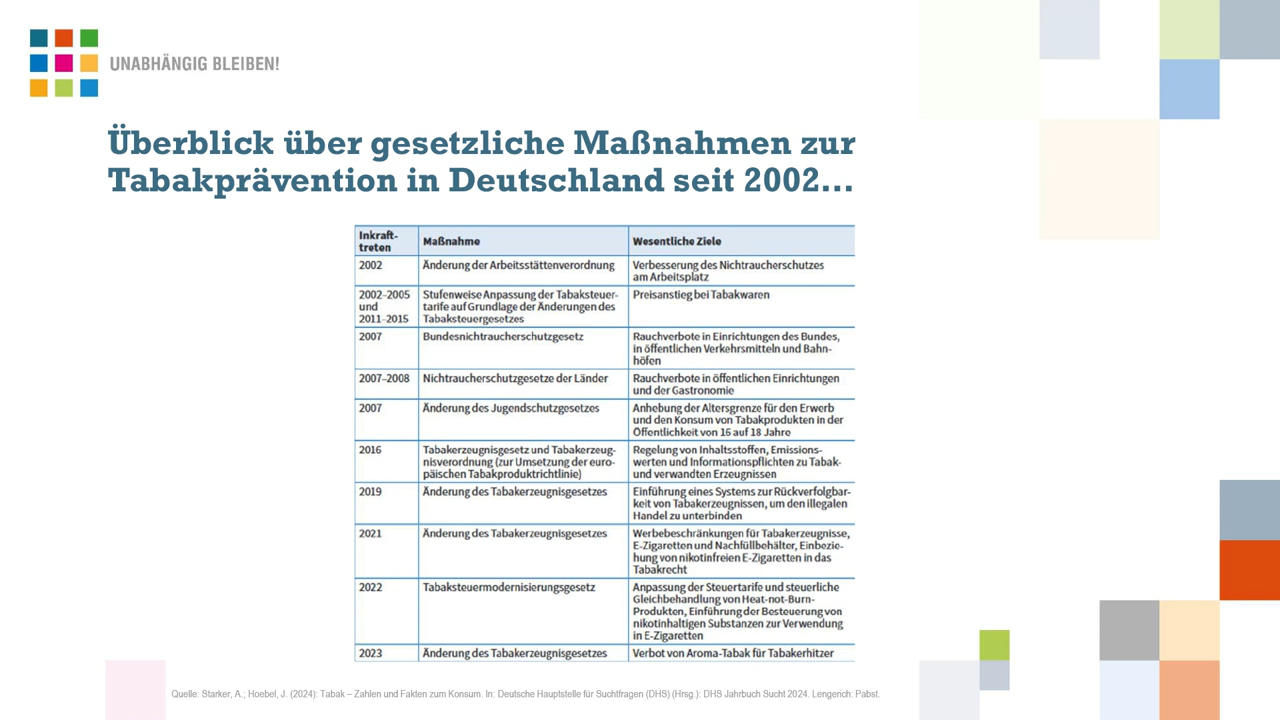 UNABHÄNGIG BLEIBEN!
Überblick über gesetzliche Maßnahmen zur
Tabakprävention in Deutschland seit 2002...
Inkraft-
treten
Maßnahme
Wesentliche Ziele
2002
Änderung der Arbeitsstättenverordnung
Verbesserung des Nichtraucherschutzes
am Arbeitsplatz
2002–2005
und
2011–2015
Stufenweise Anpassung der Tabaksteuer-
tarife auf Grundlage der Änderungen des
Tabaksteuergesetzes
Preisanstieg bei Tabakwaren
2007
Bundesnichtraucherschutzgesetz
Rauchverbote in Einrichtungen des Bundes,
in öffentlichen Verkehrsmitteln und Bahn-
höfen
2007–2008
Nichtraucherschutzgesetze der Länder
Rauchverbote in öffentlichen Einrichtungen
und der Gastronomie
2007
Änderung des Jugendschutzgesetzes
Anhebung der Altersgrenze für den Erwerb
und den Konsum von Tabakprodukten in der
Öffentlichkeit von 16 auf 18 Jahre
2016
Tabakerzeugnisgesetz und Tabakerzeug-
nisverordnung (zur Umsetzung der euro-
päischen Tabakproduktrichtlinie)
Regelung von Inhaltsstoffen, Emissions-
werten und Informationspflichten zu Tabak-
und verwandten Erzeugnissen
2019
Änderung des Tabakerzeugnisgesetzes
Einführung eines Systems zur Rückverfolgbar-
keit von Tabakerzeugnissen, um den illegalen
Handel zu unterbinden
2021
Änderung des Tabakerzeugnisgesetzes
Werbebeschränkungen für Tabakerzeugnisse,
E-Zigaretten und Nachfüllbehälter, Einbezie-
hung von nikotinfreien E-Zigaretten in das
Tabakrecht
2022
Tabaksteuermodernisierungsgesetz
Anpassung der Steuertarife und steuerliche
Gleichbehandlung von Heat-not-Burn-
Produkten, Einführung der Besteuerung von
nikotinhaltigen Substanzen zur Verwendung
in E-Zigaretten
2023
Änderung des Tabakerzeugnisgesetzes
Verbot von Aroma-Tabak für Tabakerhitzer
Quelle: Starker, A.; Hoebel, J. (2024): Tabak – Zahlen und Fakten zum Konsum. In: Deutsche Hauptstelle für Suchtfragen (DHS) (Hrsg.): DHS Jahrbuch Sucht 2024. Lengerich: Pabst.